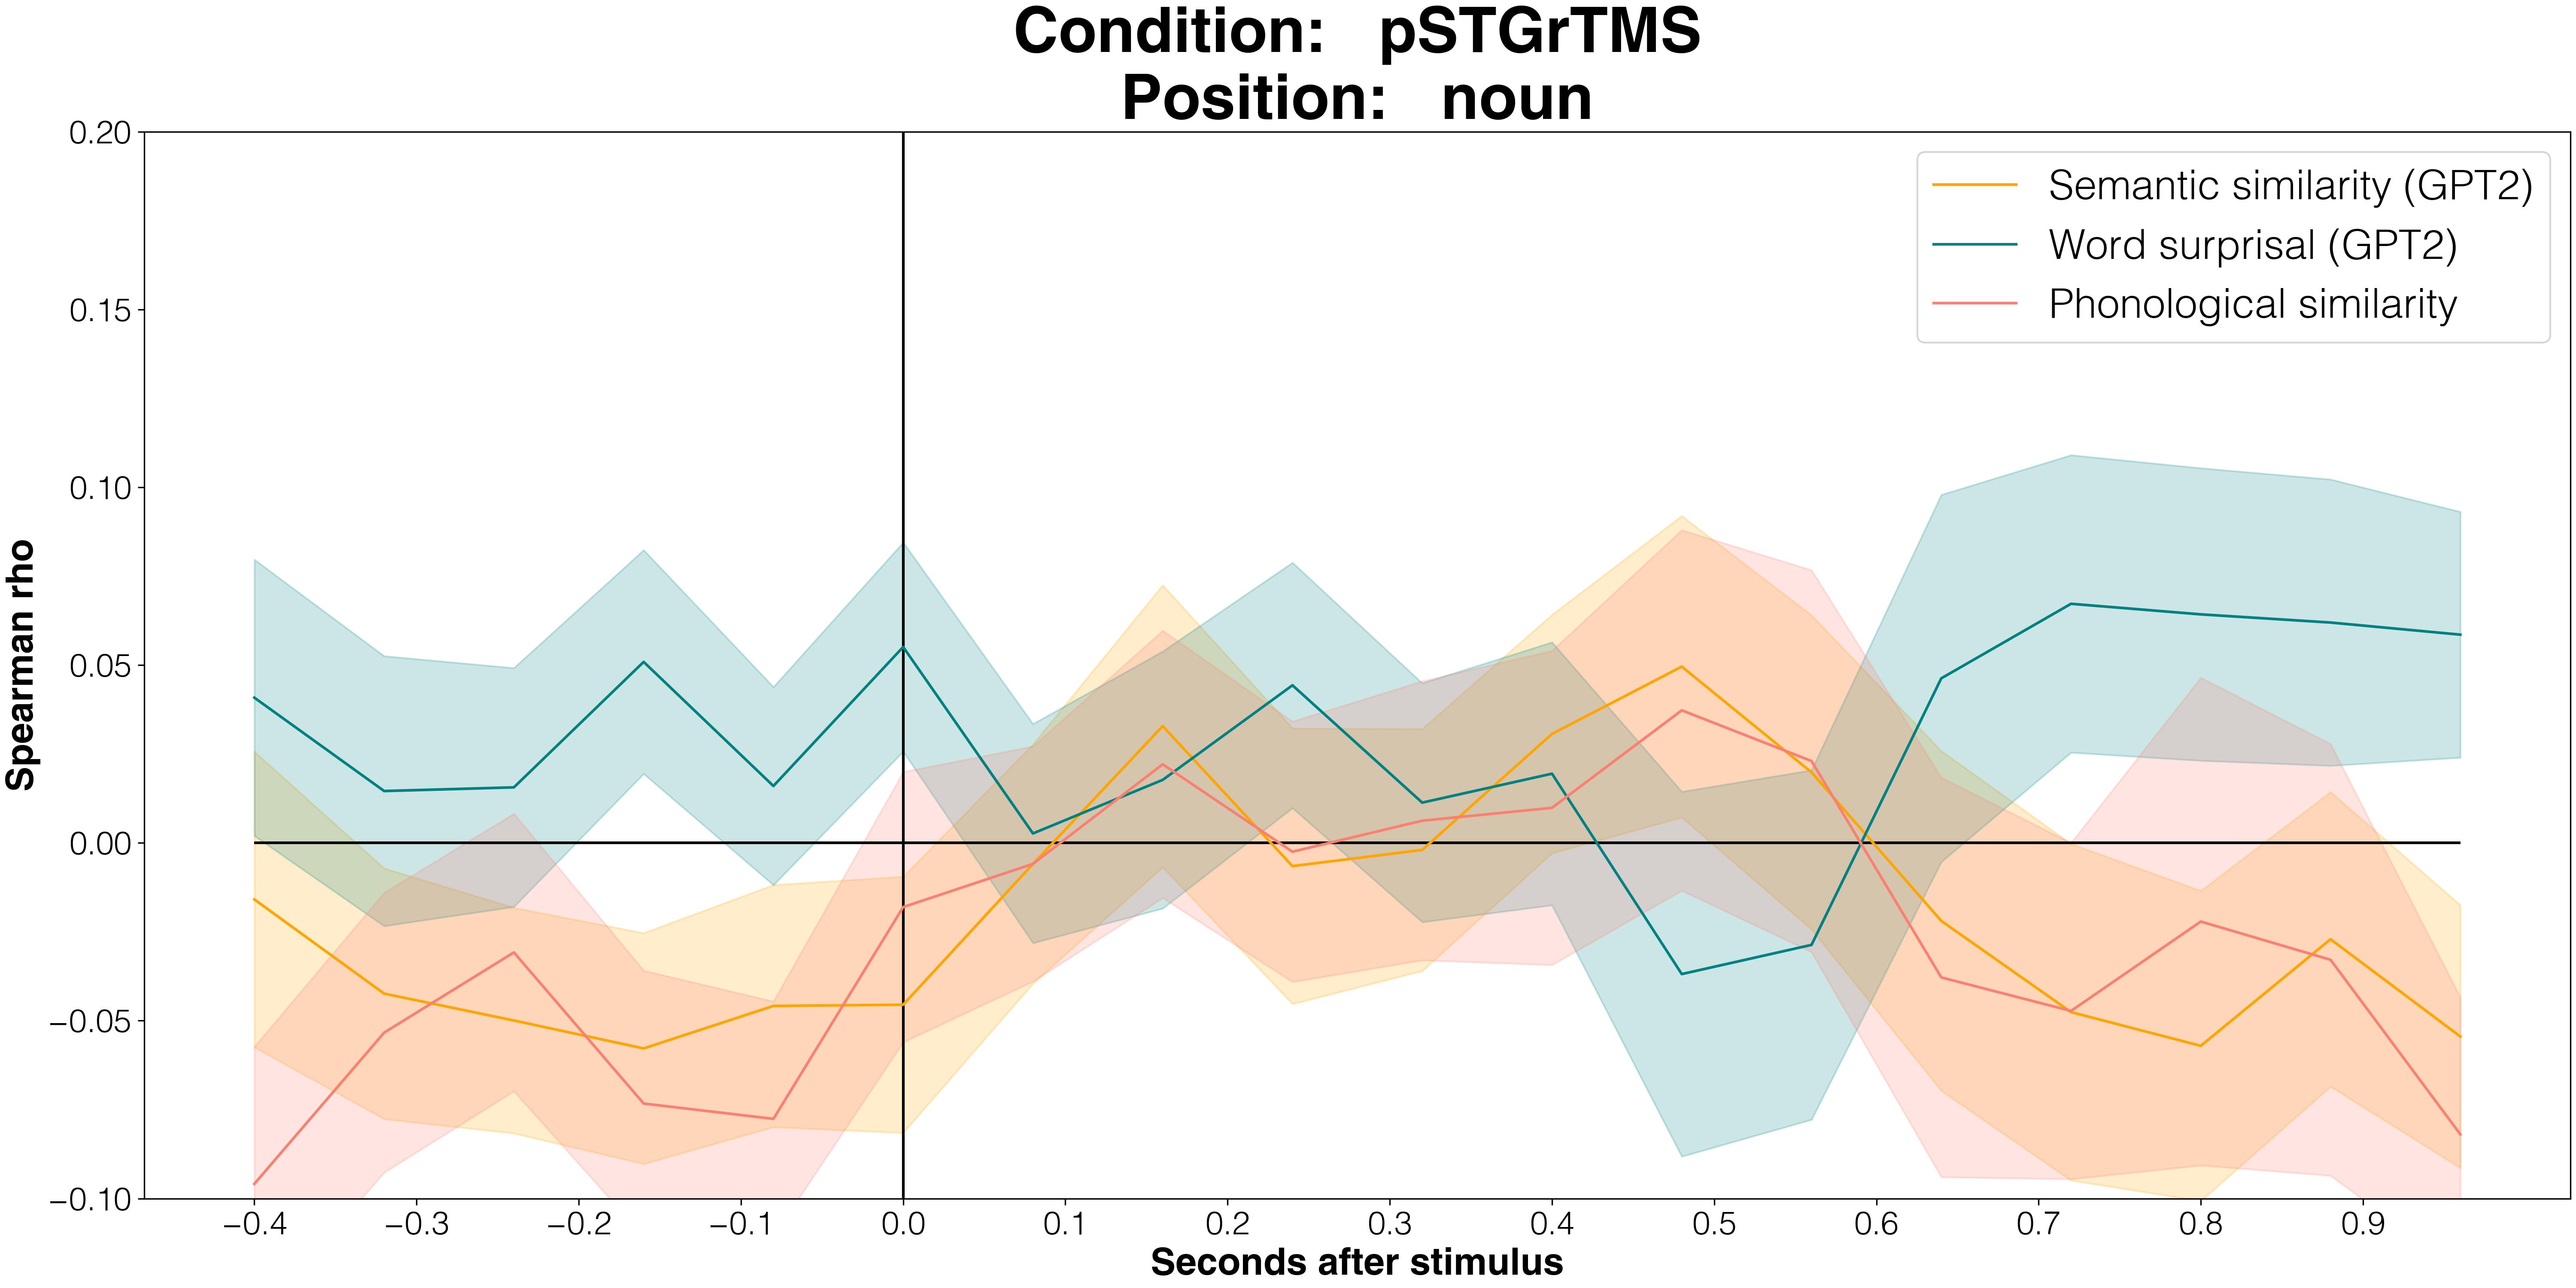 Condition: pSTGrTMS
Position: noun
0.20
0.15
0.10
0.05
0.00
−0.05
−0.10
Spearman rho
Semantic similarity (GPT2)
Word surprisal (GPT2)
Phonological similarity
−0.4 −0.3 −0.2 −0.1 0.0 0.1 0.2 0.3 0.4 0.5 0.6 0.7 0.8 0.9
Seconds after stimulus